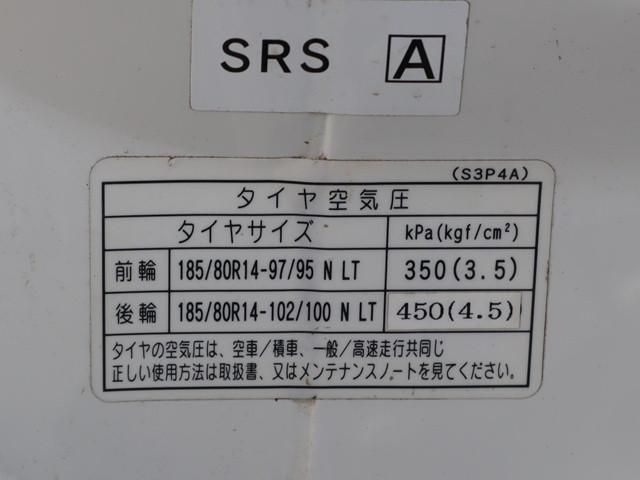 SRS A
(S3P4A)
タイヤ空気圧
タイヤサイズ kPa(kgf/cm²)
前輪 185/80R14-97/95 N LT 350(3.5)
後輪 185/80R14-102/100 N LT 450(4.5)
タイヤの空気圧は、空車/積車、一般/高速走行共同じ
正しい使用方法は取扱書、又はメンテナンスノートを見てください。